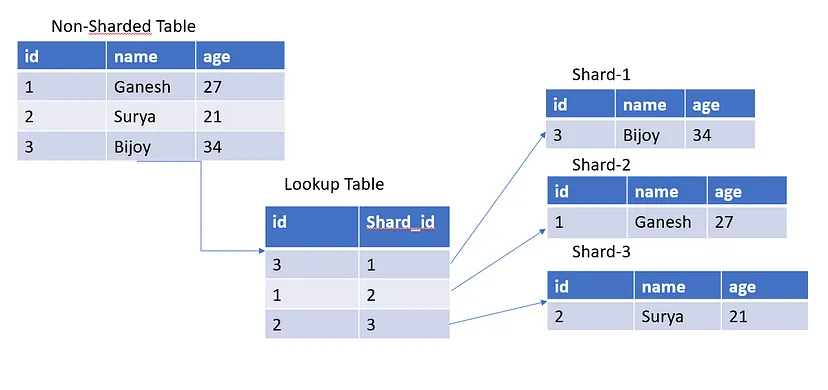 Non-Sharded Table
id name age
1 Ganesh 27
2 Surya 21
3 Bijoy 34
Lookup Table
id Shard_id
3 1
1 2
2 3
Shard-1
id name age
3 Bijoy 34
Shard-2
id name age
1 Ganesh 27
Shard-3
id name age
2 Surya 21